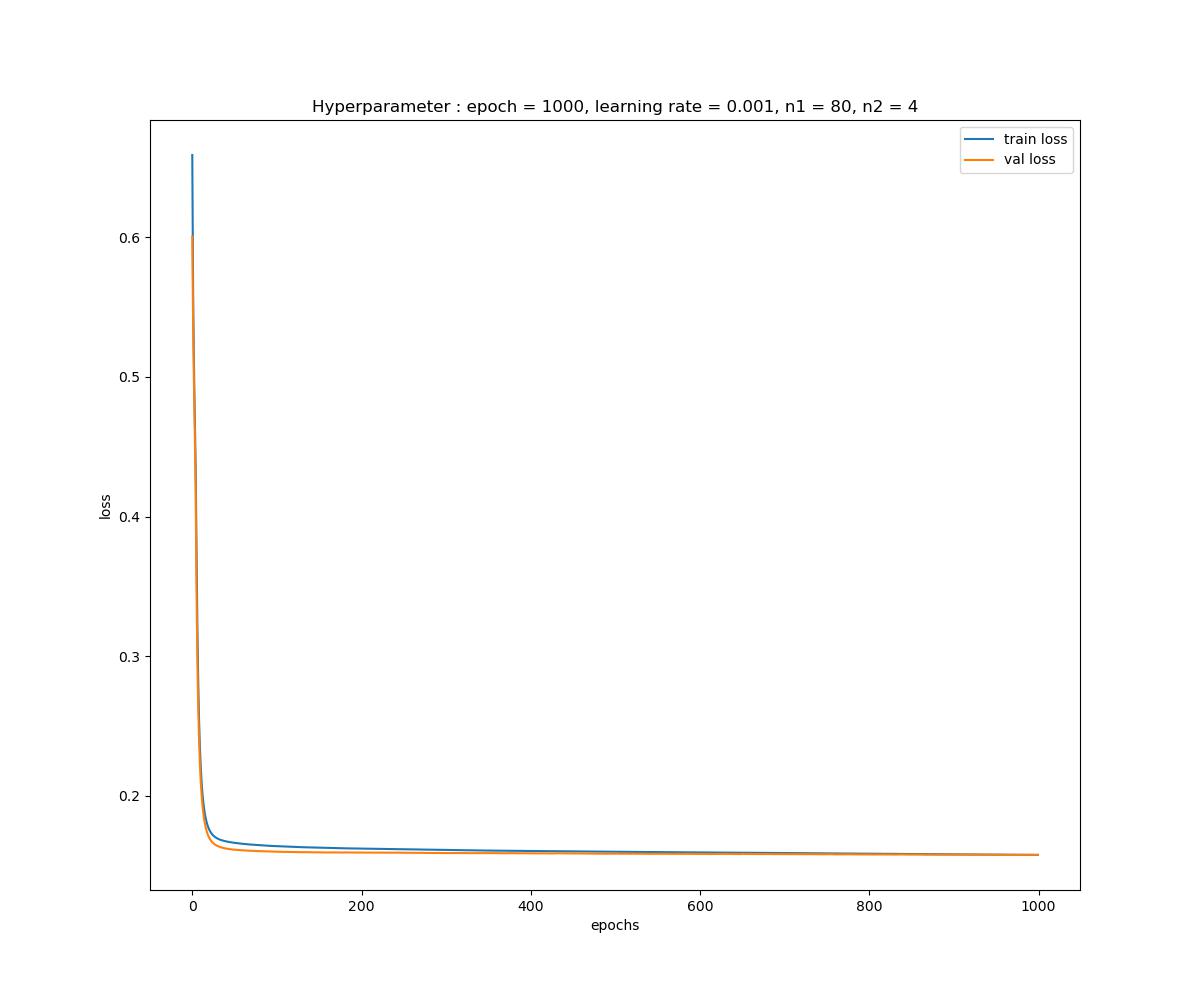 Hyperparameter : epoch = 1000, learning rate = 0.001, n1 = 80, n2 = 4
train loss
val loss
0.6
0.5
0.4
0.3
0.2
loss
0 200 400 600 800 1000
epochs